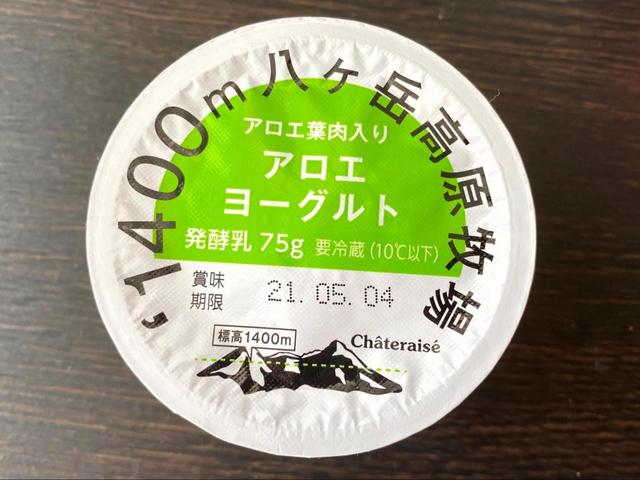 '1400m八ヶ岳高原牧場
アロエ葉肉入り
アロエ
ヨーグルト
発酵乳 75g 要冷蔵(10℃以下)
賞味
期限
21.05.04
標高1400m
Châteraisé